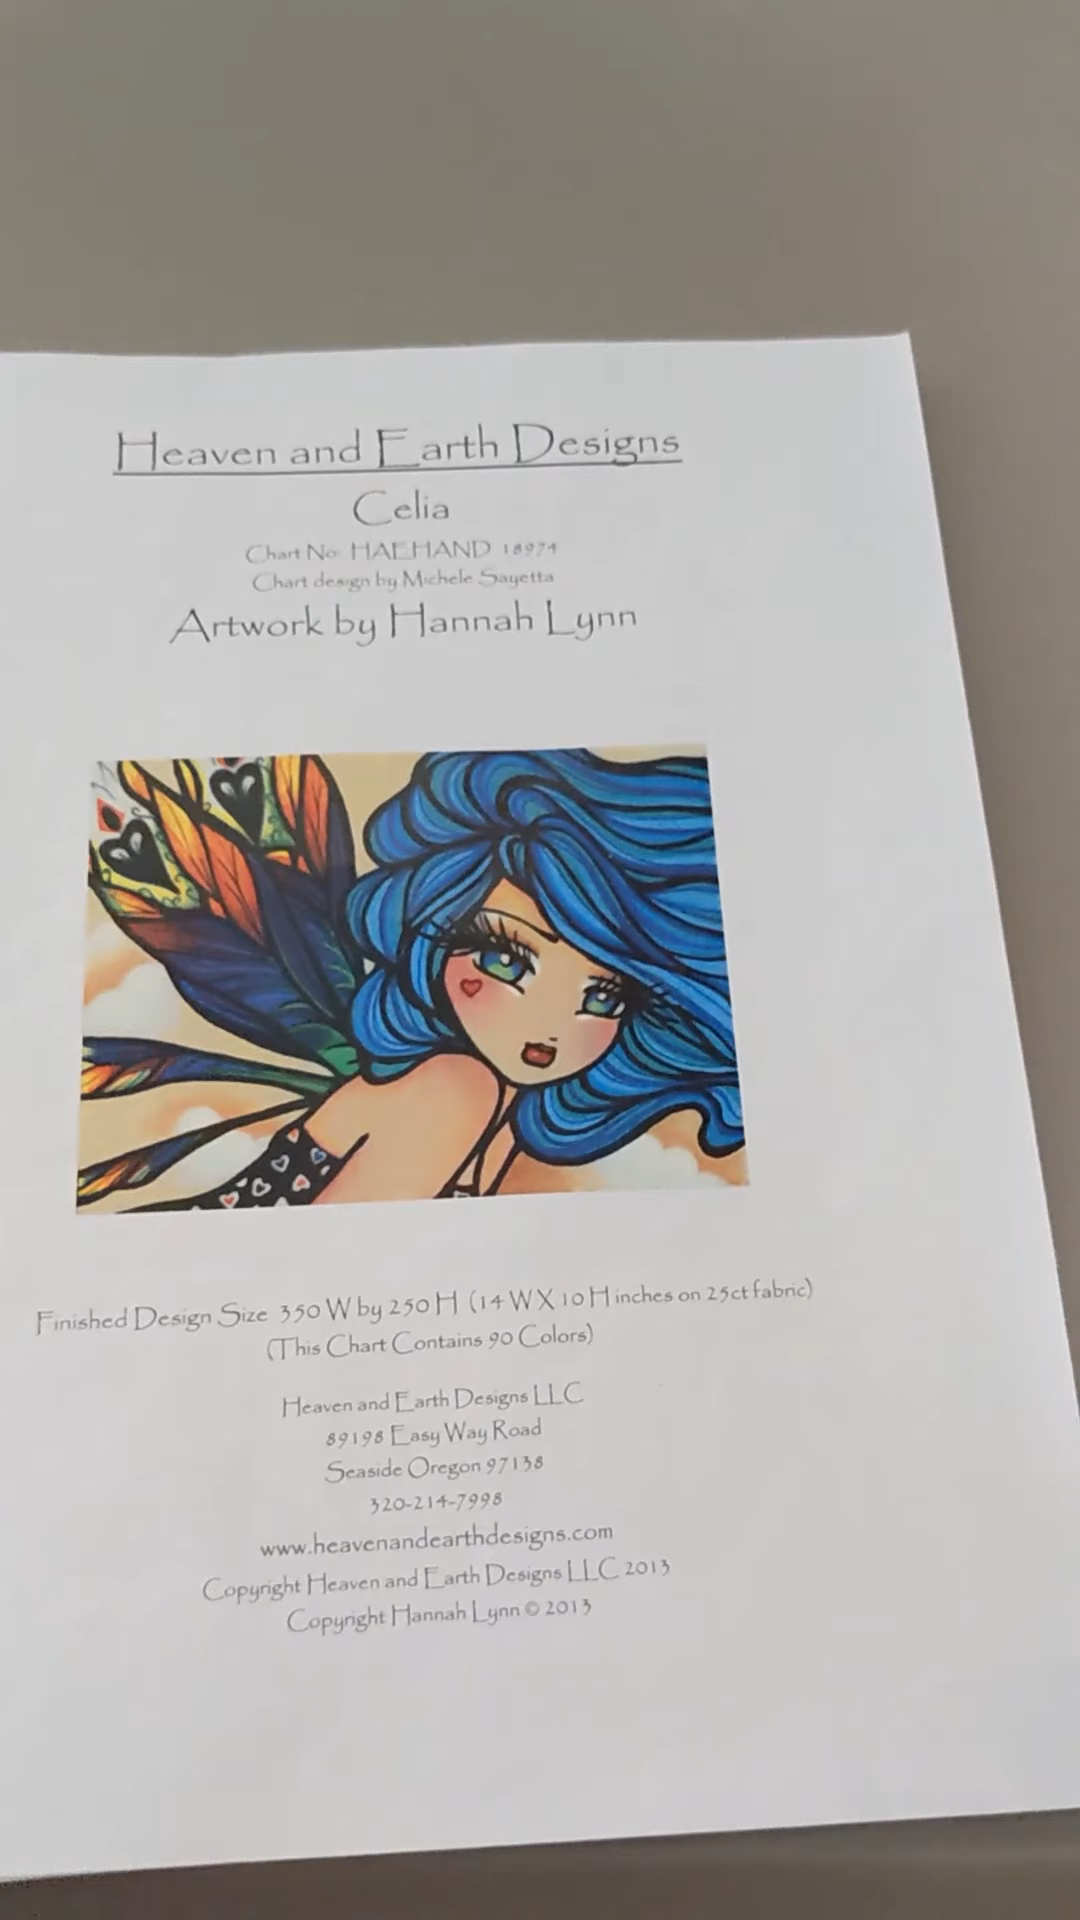 Heaven and Earth Designs
Celia
Chart No: HAEHAND 18974
Chart design by Michele Sayetta
Artwork by Hannah Lynn
Finished Design Size 350 W by 250 H (14 W X 10 H inches on 25ct fabric)
(This Chart Contains 90 Colors)
Heaven and Earth Designs LLC
89198 Easy Way Road
Seaside Oregon 97138
320-214-7998
www.heavenandearthdesigns.com
Copyright Heaven and Earth Designs LLC 2013
Copyright Hannah Lynn © 2013